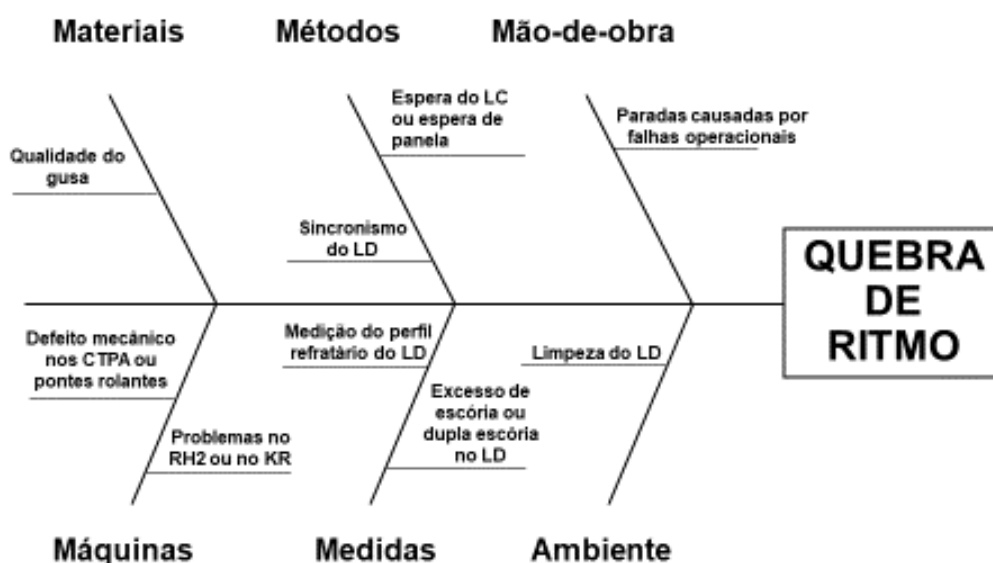 Materiais
Métodos
Mão-de-obra
Qualidade do
gusa
Espera do LC
ou espera de
panela
Sincronismo
do LD
Paradas causadas por
falhas operacionais
QUEBRA
DE
RITMO
Defeito mecânico
nos CTPA ou
pontes rolantes
Problemas no
RH2 ou no KR
Medição do perfil
refratário do LD
Excesso de
escória ou
dupla escória
no LD
Limpeza do LD
Máquinas
Medidas
Ambiente